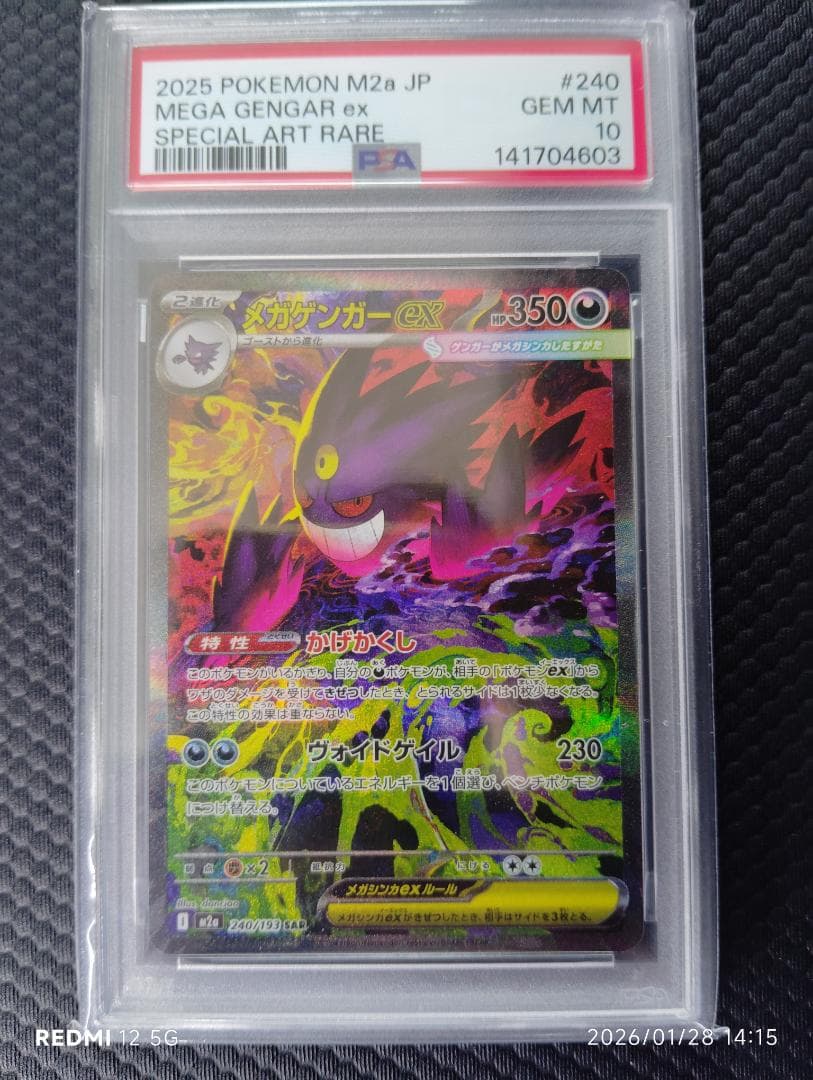 2025 POKEMON M2a JP #240
MEGA GENGAR ex GEM MT
SPECIAL ART RARE 10
PSA 141704603
2進化 メガゲンガーex HP350
ゴーストから進化 ゲンガーがメガシンカしたすがた
特性 とくせい かげかくし
このポケモンがいるかぎり、自分のポケモンが、相手の「ポケモンex」から
ワザのダメージを受けてきぜつしたとき、とられるサイドは1枚少なくなる。
この特性の効果は重ならない。
ヴォイドゲイル 230
このポケモンについているエネルギーを1個選び、ベンチポケモン
につけ替える。
弱点 ×2 抵抗力 にげる
illus. danciao
メガシンカexルール
メガシンカexがきぜつしたとき、相手はサイドを3枚とる。
M2a 240/193 SAR
REDMI 12 5G 2026/01/28 14:15